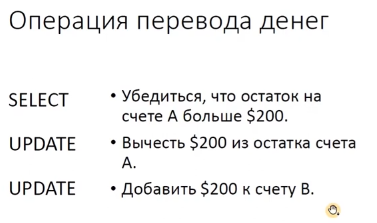 Операция перевода денег
SELECT • Убедиться, что остаток на
счете А больше $200.
UPDATE • Вычесть $200 из остатка счета
А.
UPDATE • Добавить $200 к счету В.